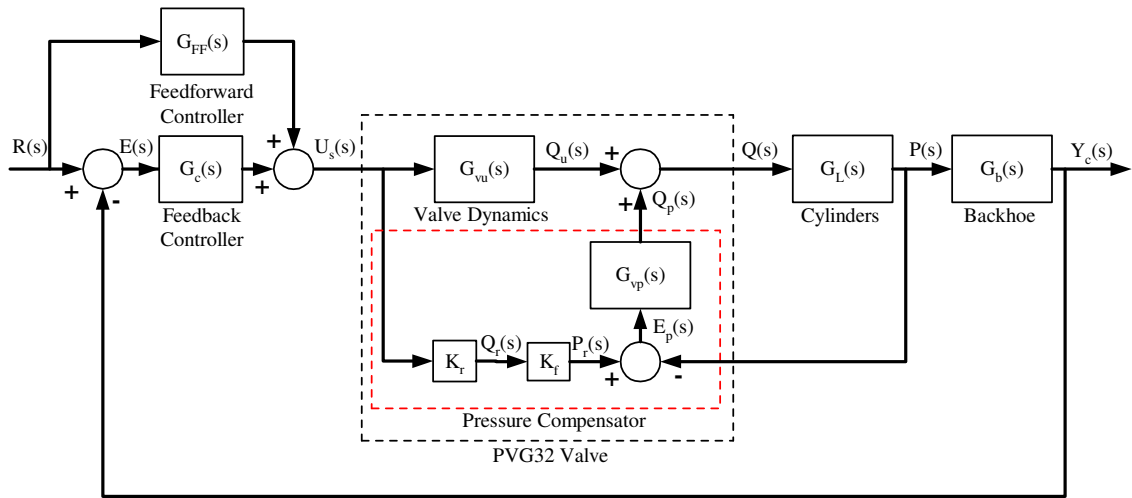 G_FF(s)
Feedforward
Controller
+
R(s)
+
-
E(s)
G_c(s)
Feedback
Controller
+
U_s(s)
G_vu(s)
Valve Dynamics
Q_u(s)
+
+
Q_p(s)
Q(s)
G_L(s)
Cylinders
P(s)
G_b(s)
Backhoe
Y_c(s)
G_vp(s)
E_p(s)
K_r
Q_r(s)
K_f
P_r(s)
+
-
Pressure Compensator
PVG32 Valve